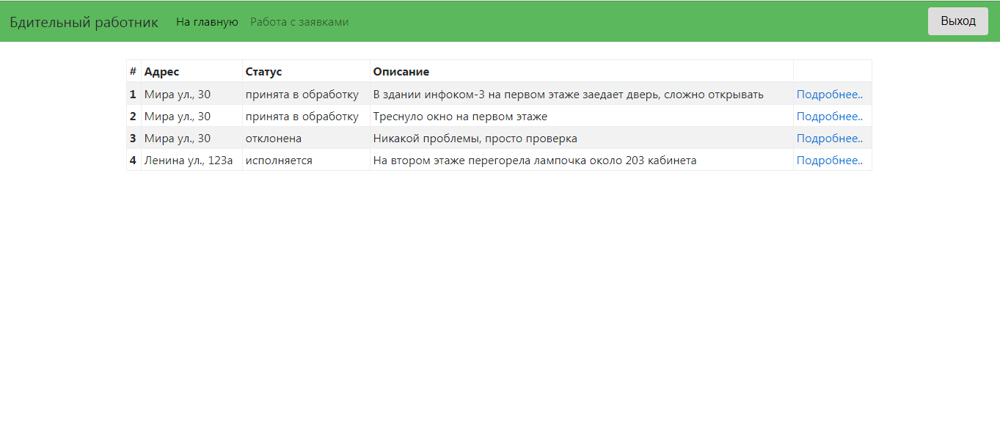 Бдительный работник На главную Работа с заявками Выход
# Адрес Статус Описание
1 Мира ул., 30 принята в обработку В здании инфоком-3 на первом этаже заедает дверь, сложно открывать Подробнее..
2 Мира ул., 30 принята в обработку Треснуло окно на первом этаже Подробнее..
3 Мира ул., 30 отклонена Никакой проблемы, просто проверка Подробнее..
4 Ленина ул., 123а исполняется На втором этаже перегорела лампочка около 203 кабинета Подробнее..